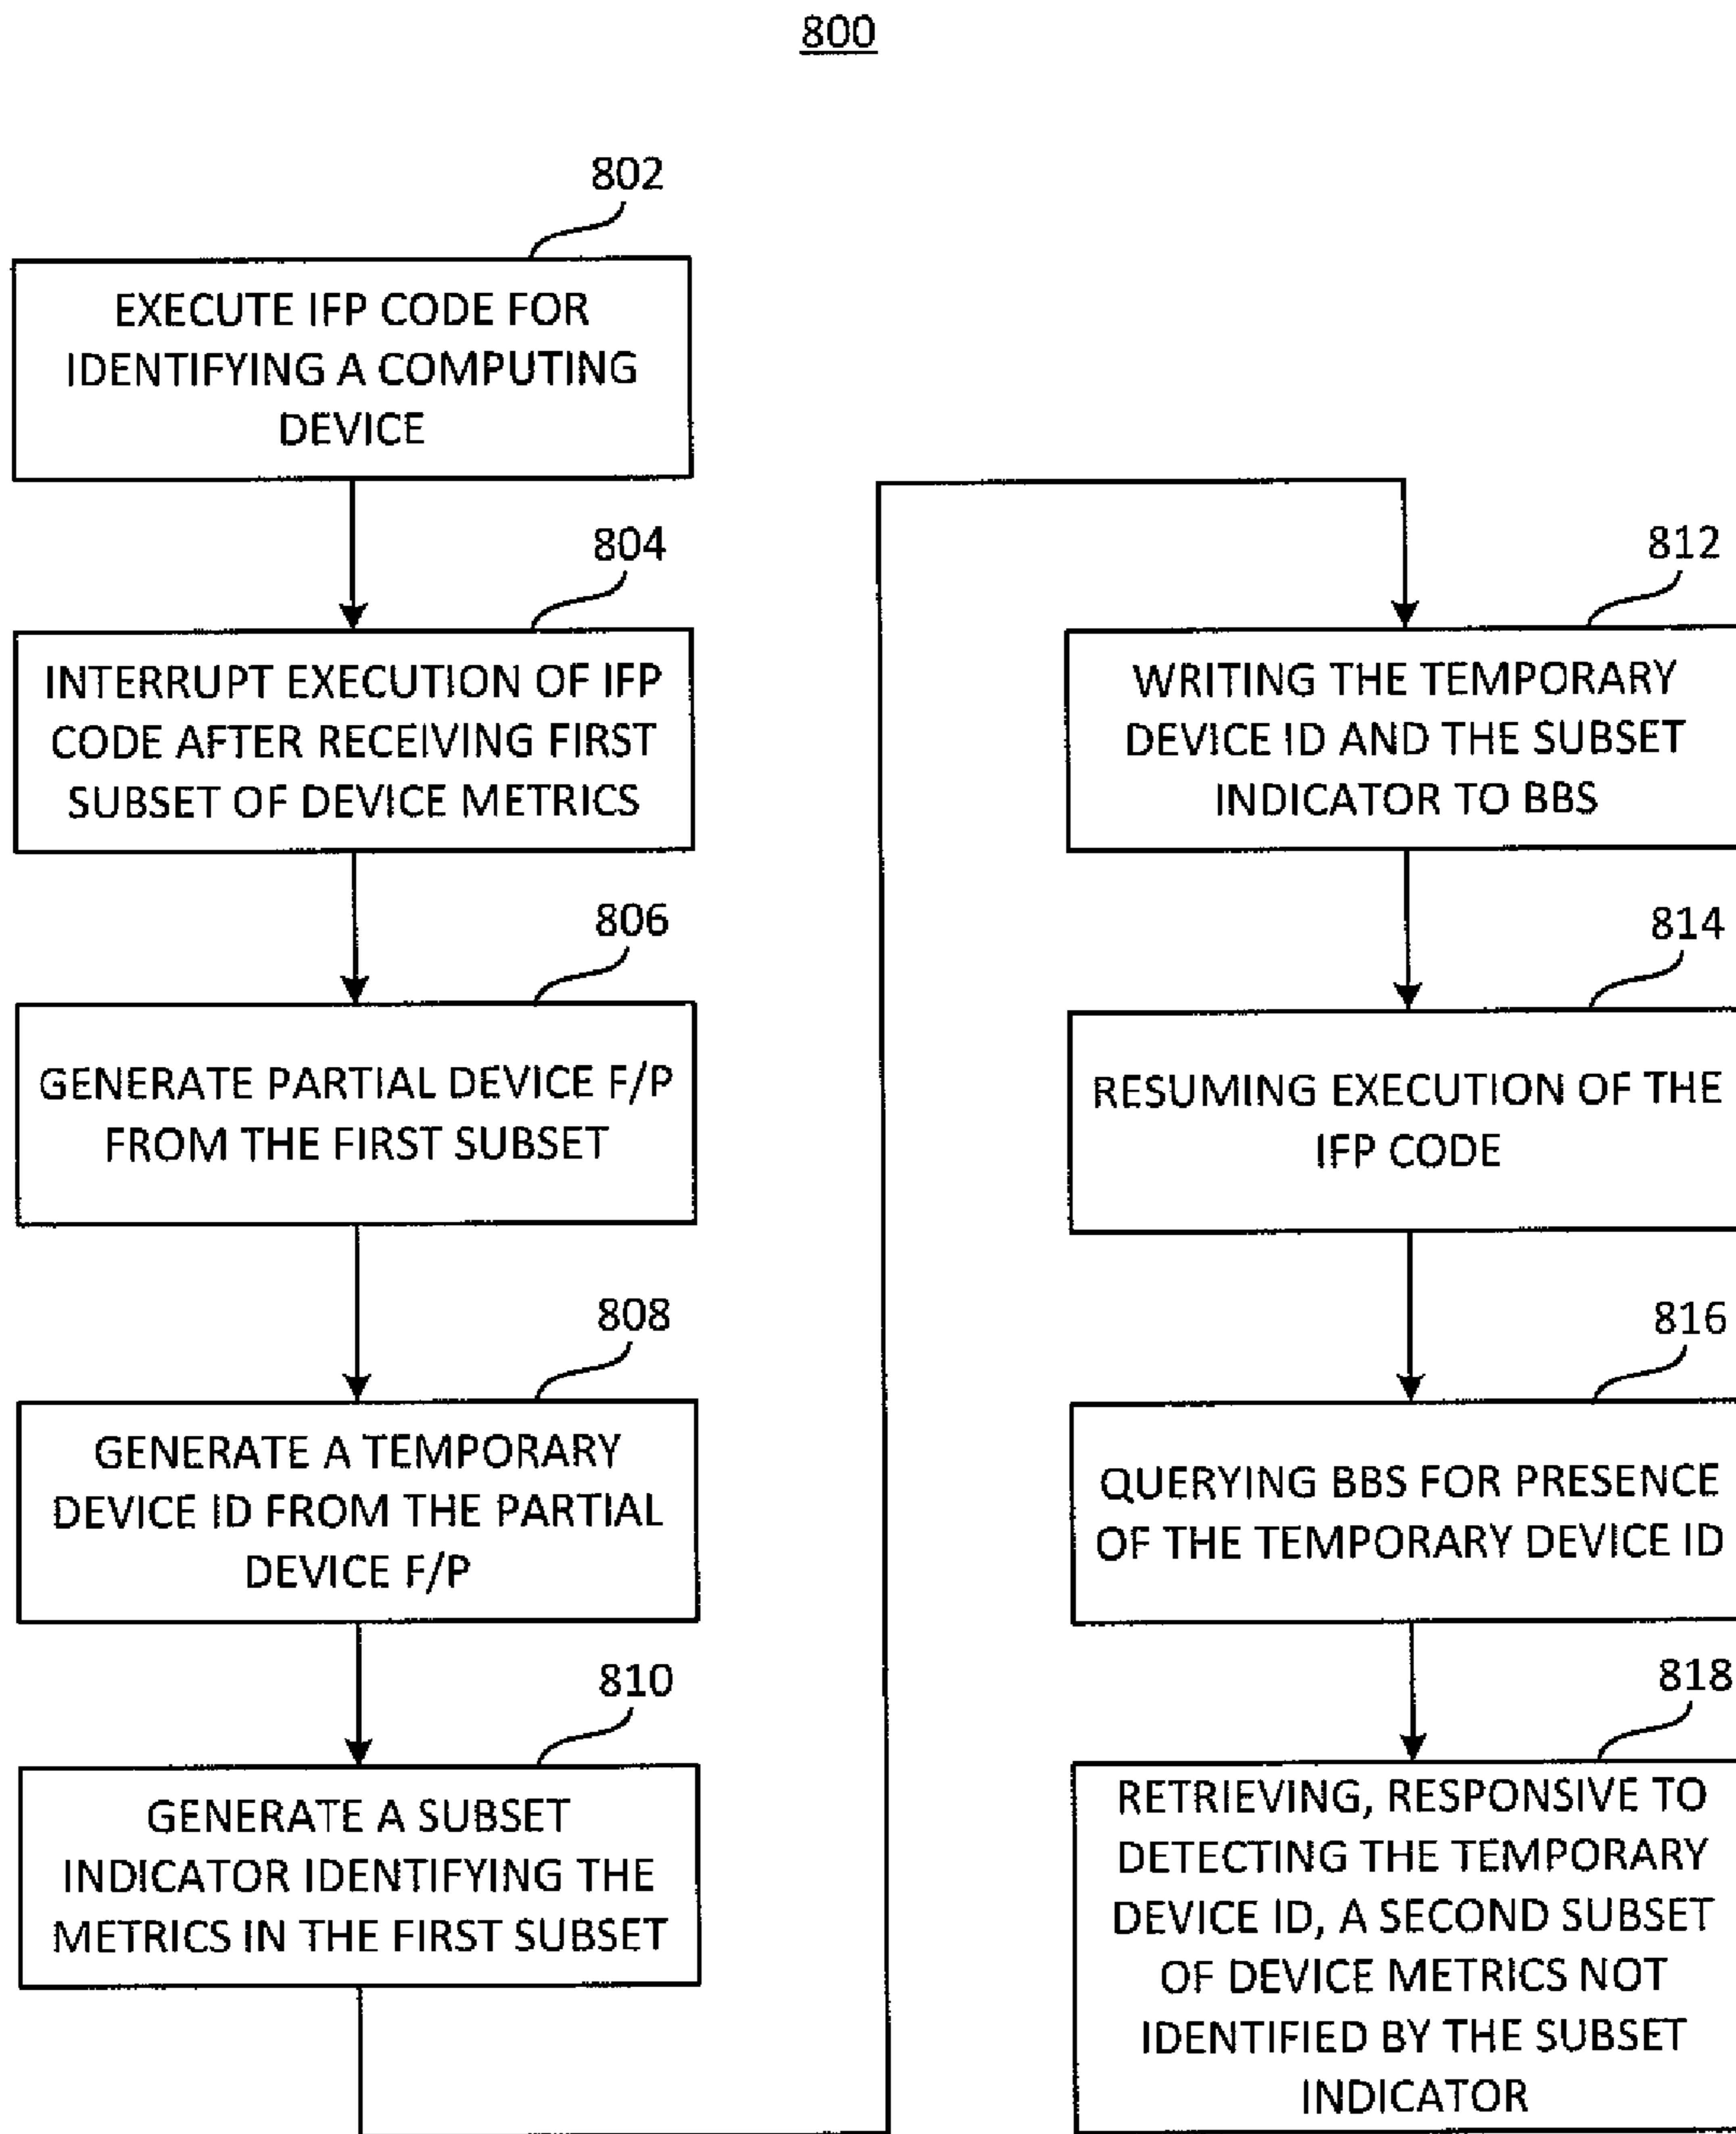 800
802
EXECUTE IFP CODE FOR
IDENTIFYING A COMPUTING
DEVICE
804
INTERRUPT EXECUTION OF IFP
CODE AFTER RECEIVING FIRST
SUBSET OF DEVICE METRICS
806
GENERATE PARTIAL DEVICE F/P
FROM THE FIRST SUBSET
808
GENERATE A TEMPORARY
DEVICE ID FROM THE PARTIAL
DEVICE F/P
810
GENERATE A SUBSET
INDICATOR IDENTIFYING THE
METRICS IN THE FIRST SUBSET
812
WRITING THE TEMPORARY
DEVICE ID AND THE SUBSET
INDICATOR TO BBS
814
RESUMING EXECUTION OF THE
IFP CODE
816
QUERYING BBS FOR PRESENCE
OF THE TEMPORARY DEVICE ID
818
RETRIEVING, RESPONSIVE TO
DETECTING THE TEMPORARY
DEVICE ID, A SECOND SUBSET
OF DEVICE METRICS NOT
IDENTIFIED BY THE SUBSET
INDICATOR